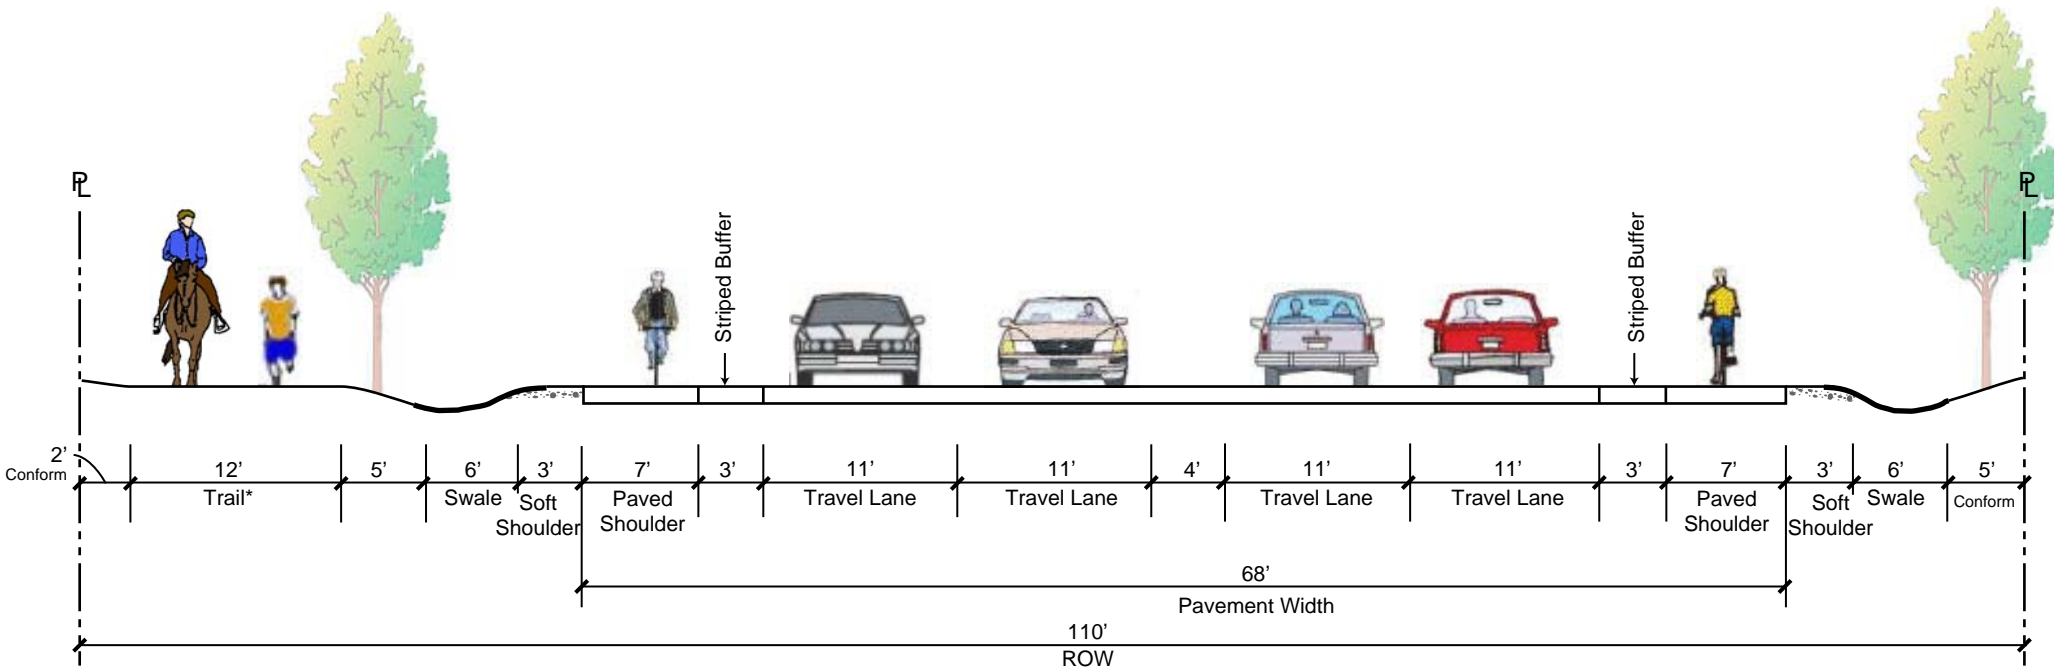 PL
PL
Striped Buffer
Striped Buffer
2’ 12’ 5’ 6’ 3’ 7’ 3’ 11’ 11’ 4’ 11’ 11’ 3’ 7’ 3’ 6’ 5’
Conform Trail* Swale Soft Paved Travel Lane Travel Lane Travel Lane Travel Lane Paved Soft Swale Conform
Shoulder Shoulder Shoulder Shoulder
68’
Pavement Width
110’
ROW